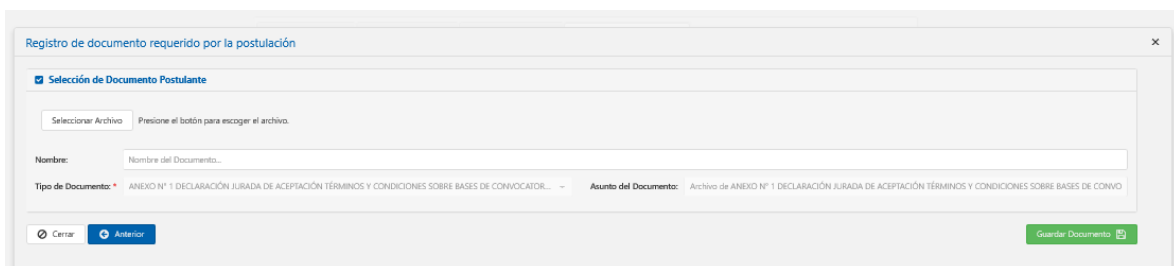 Registro de documento requerido por la postulación ×
Selección de Documento Postulante
Seleccionar Archivo Presione el botón para escoger el archivo.
Nombre: Nombre del Documento...
Tipo de Documento: * ANEXO N° 1 DECLARACIÓN JURADA DE ACEPTACIÓN TÉRMINOS Y CONDICIONES SOBRE BASES DE CONVOCATOR... Asunto del Documento: Archivo de ANEXO N° 1 DECLARACIÓN JURADA DE ACEPTACIÓN TÉRMINOS Y CONDICIONES SOBRE BASES DE CONVO
Cerrar Anterior Guardar Documento